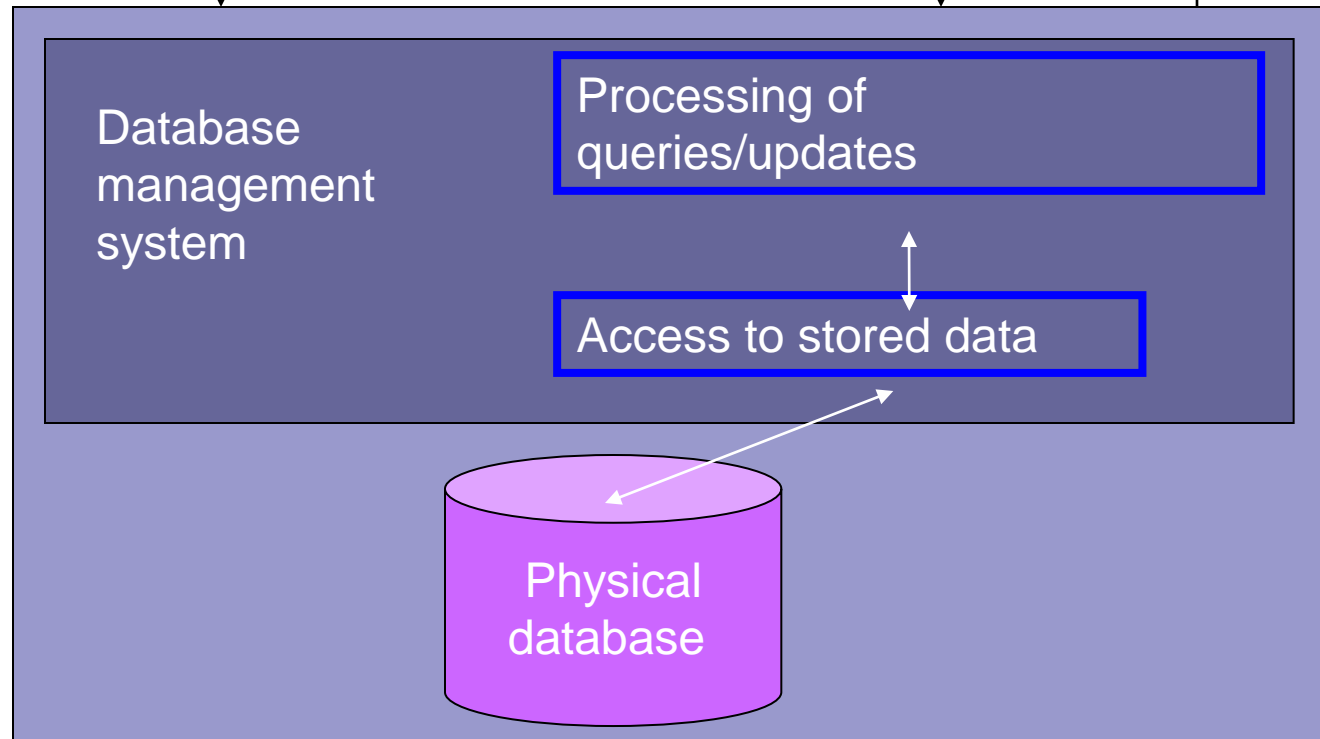 Database
management
system
Processing of
queries/updates
Access to stored data
Physical
database